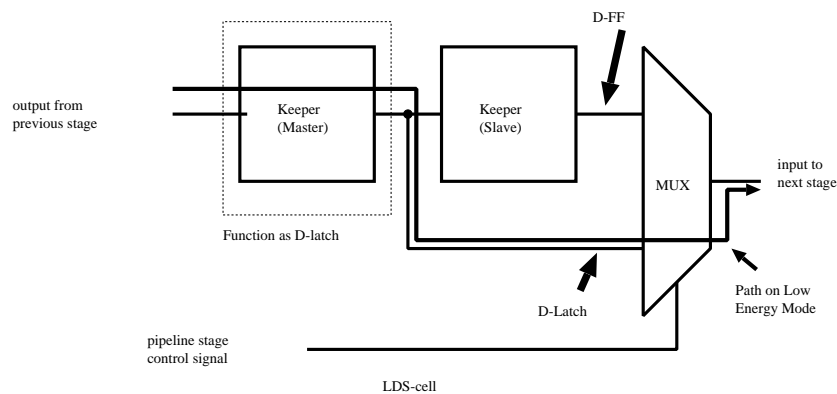 D-FF
output from
previous stage
Keeper
(Master)
Keeper
(Slave)
MUX
input to
next stage
Function as D-latch
D-Latch
Path on Low
Energy Mode
pipeline stage
control signal
LDS-cell